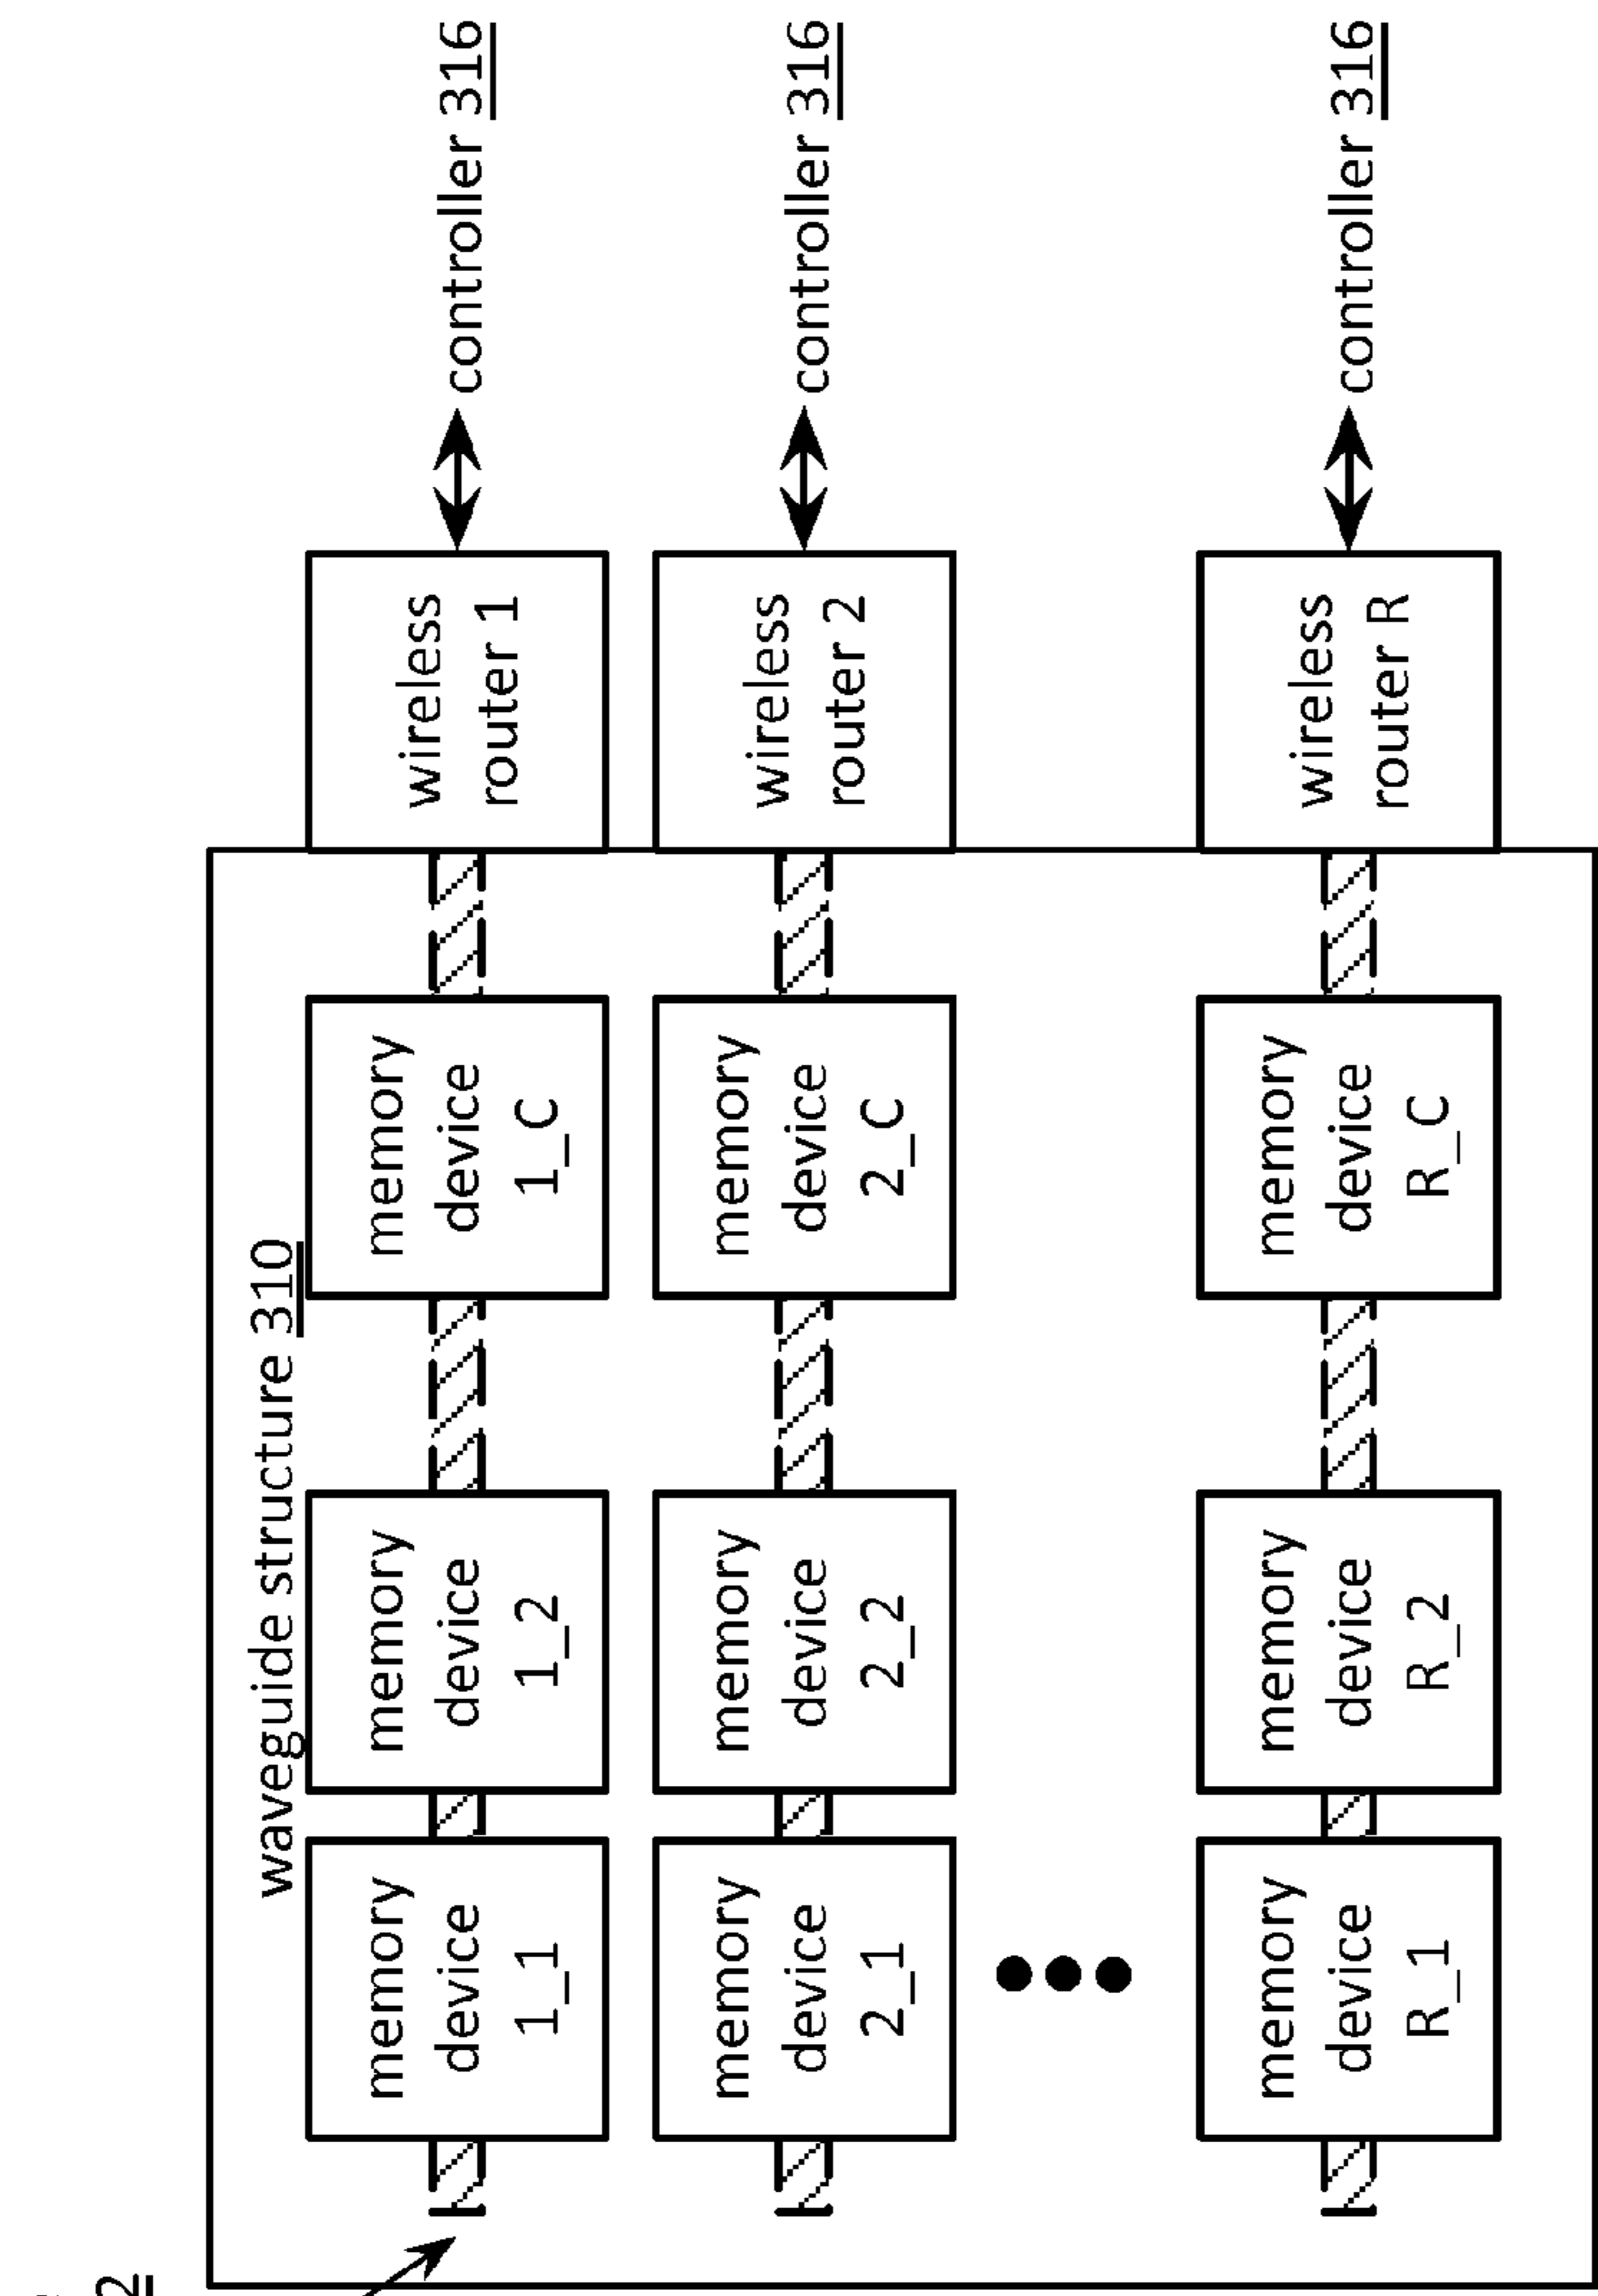 waveguide structure 310
memory
device
1_1
memory
device
1_2
memory
device
1_C
wireless
router 1
controller 316
memory
device
2_1
memory
device
2_2
memory
device
2_C
wireless
router 2
controller 316
memory
device
R_1
memory
device
R_2
memory
device
R_C
wireless
router R
controller 316